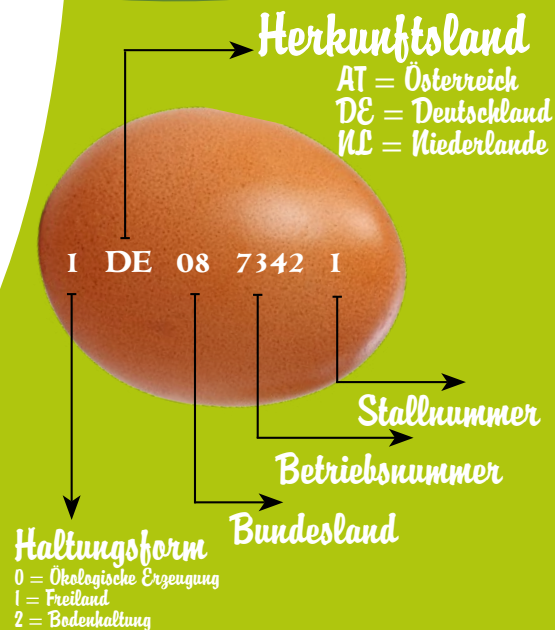 Herkunftsland
AT = Österreich
DE = Deutschland
NL = Niederlande
1 DE 08 7342 1
Stallnummer
Betriebsnummer
Bundesland
Haltungsform
0 = Ökologische Erzeugung
1 = Freiland
2 = Bodenhaltung